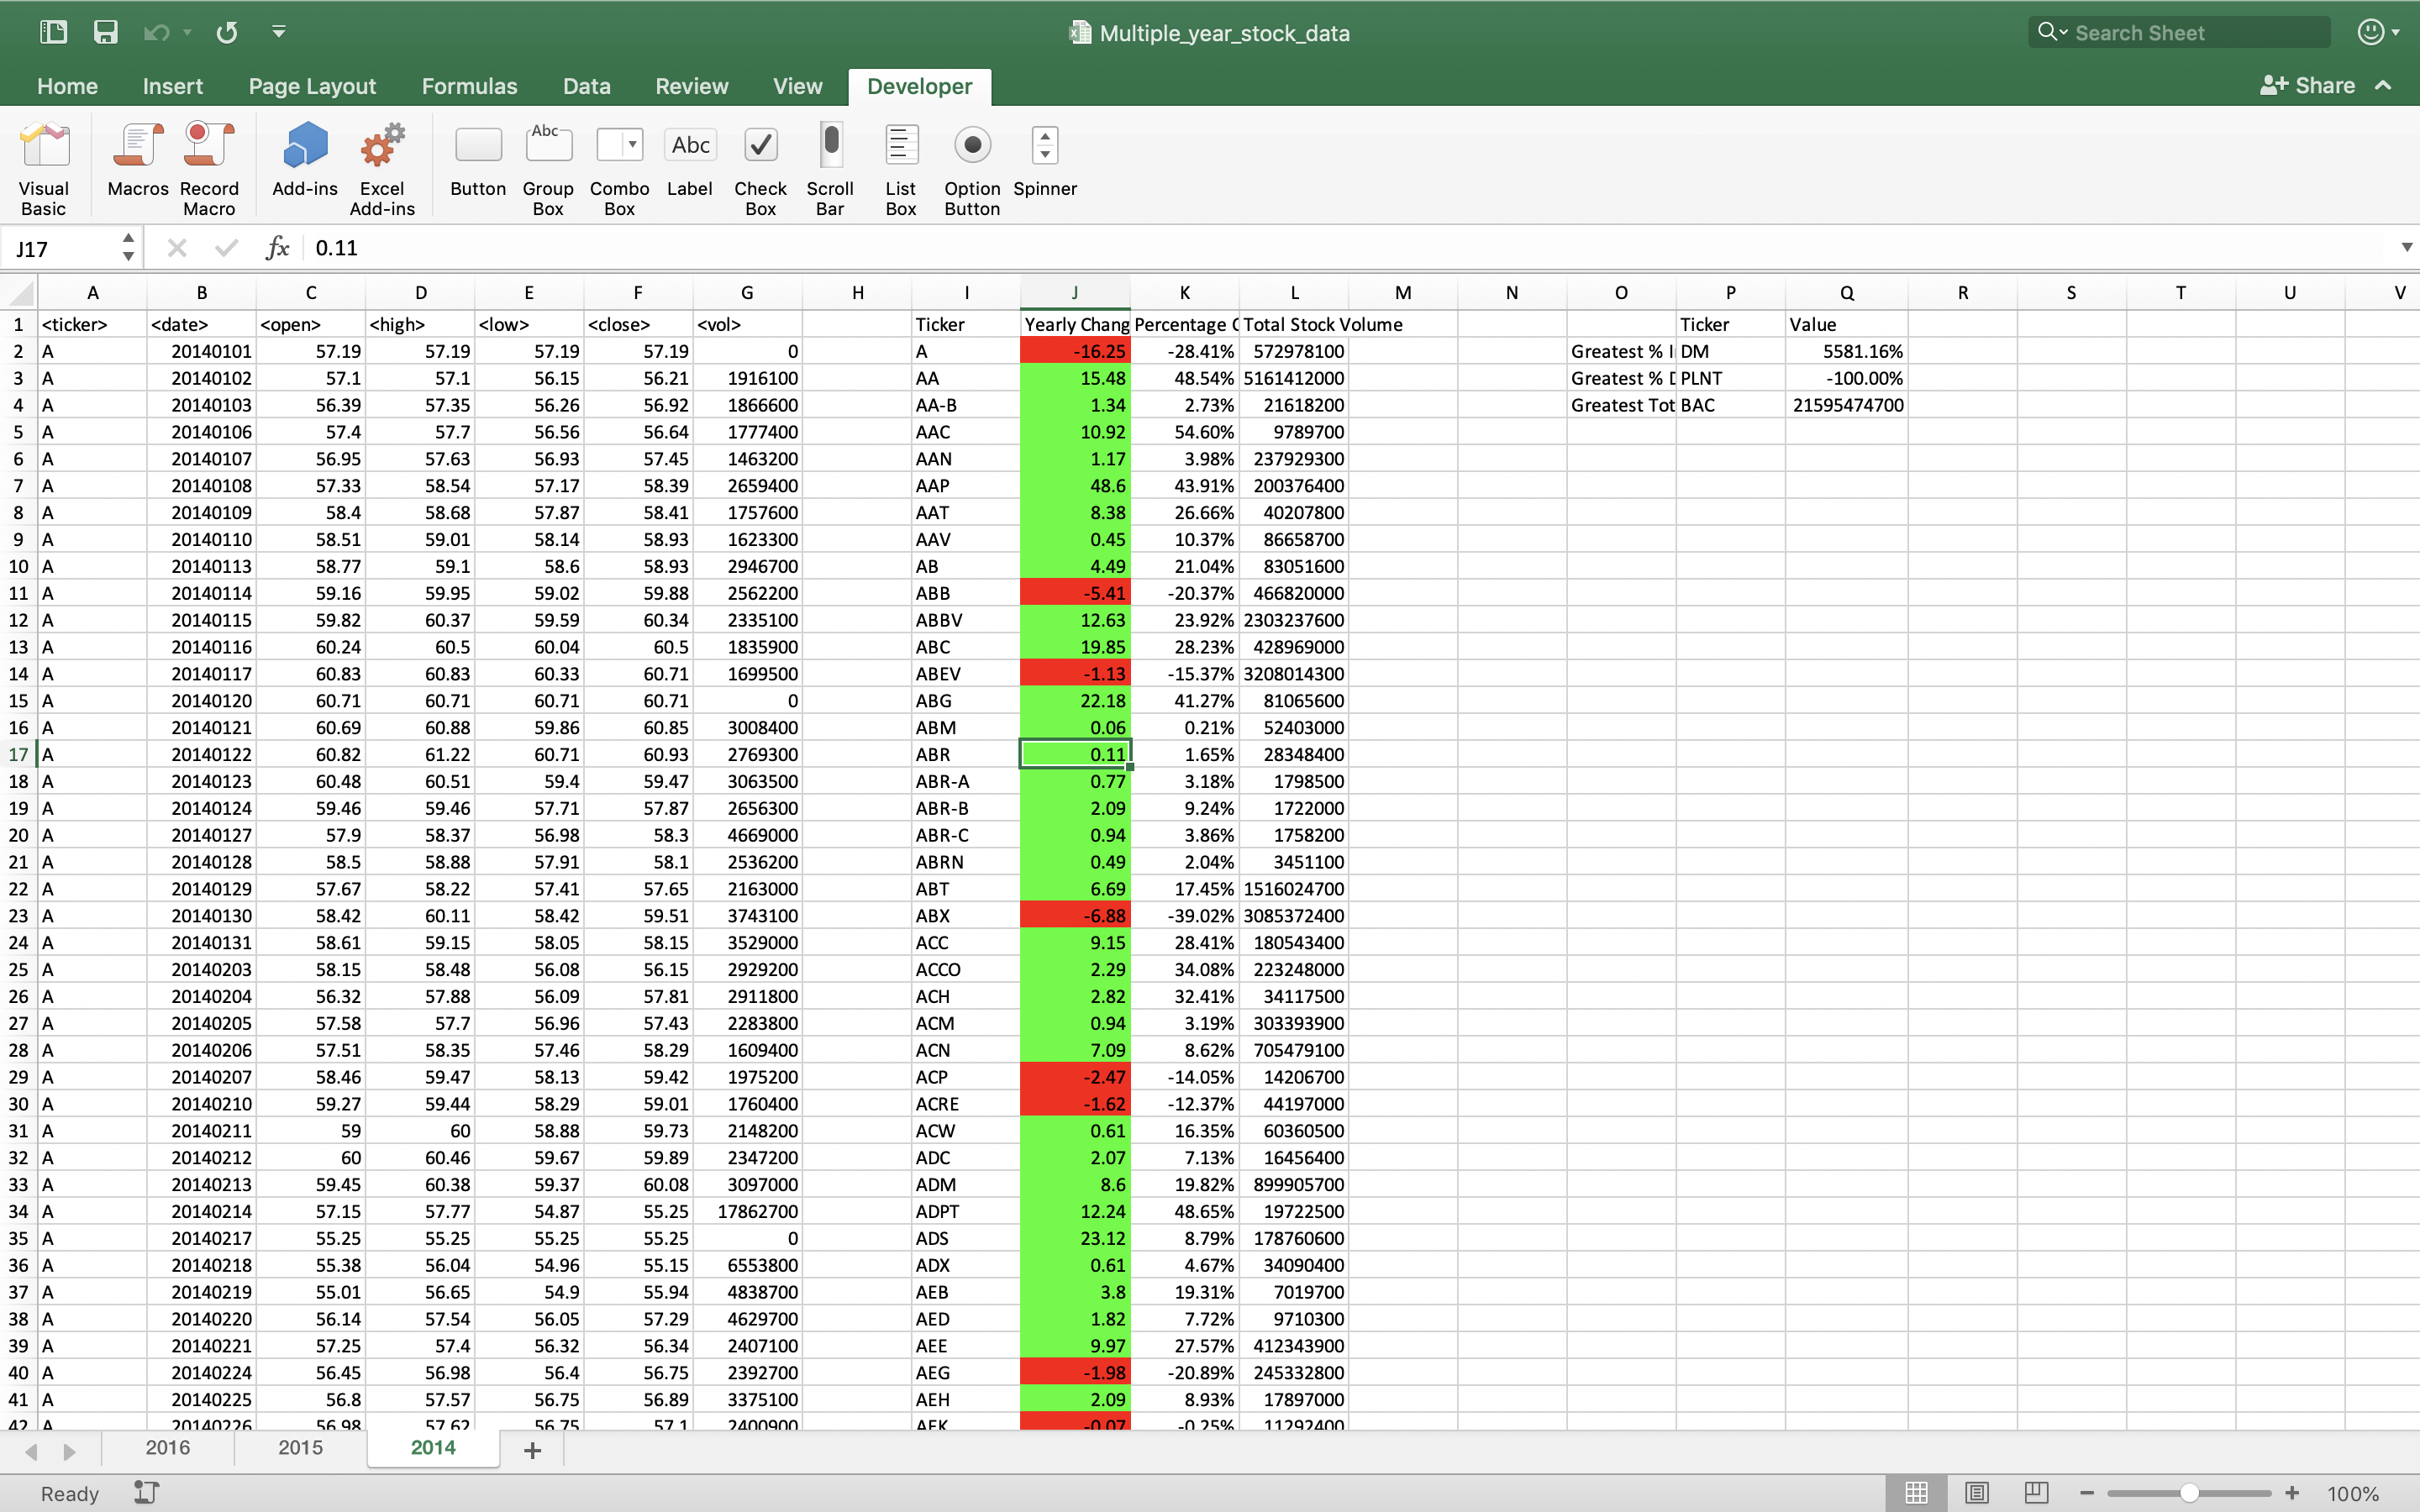 Multiple_year_stock_data
Search Sheet
Home Insert Page Layout Formulas Data Review View Developer Share
Visual Basic Macros Record Macro Add-ins Excel Add-ins Button Abc Group Box Combo Box Abc Label Check Box Scroll Bar List Box Option Button Spinner
J17 fx 0.11
A B C D E F G H I J K L M N O P Q R S T U V
1 <ticker> <date> <open> <high> <low> <close> <vol> Ticker Yearly Chang Percentage C Total Stock Volume Ticker Value
2 A 20140101 57.19 57.19 57.19 57.19 0 A -16.25 -28.41% 572978100 Greatest % I DM 5581.16%
3 A 20140102 57.1 57.1 56.15 56.21 1916100 AA 15.48 48.54% 5161412000 Greatest % D PLNT -100.00%
4 A 20140103 56.39 57.35 56.26 56.92 1866600 AA-B 1.34 2.73% 21618200 Greatest Tot BAC 21595474700
5 A 20140106 57.4 57.7 56.56 56.64 1777400 AAC 10.92 54.60% 9789700
6 A 20140107 56.95 57.63 56.93 57.45 1463200 AAN 1.17 3.98% 237929300
7 A 20140108 57.33 58.54 57.17 58.39 2659400 AAP 48.6 43.91% 200376400
8 A 20140109 58.4 58.68 57.87 58.41 1757600 AAT 8.38 26.66% 40207800
9 A 20140110 58.51 59.01 58.14 58.93 1623300 AAV 0.45 10.37% 86658700
10 A 20140113 58.77 59.1 58.6 58.93 2946700 AB 4.49 21.04% 83051600
11 A 20140114 59.16 59.95 59.02 59.88 2562200 ABB -5.41 -20.37% 466820000
12 A 20140115 59.82 60.37 59.59 60.34 2335100 ABBV 12.63 23.92% 2303237600
13 A 20140116 60.24 60.5 60.04 60.5 1835900 ABC 19.85 28.23% 428969000
14 A 20140117 60.83 60.83 60.33 60.71 1699500 ABEV -1.13 -15.37% 3208014300
15 A 20140120 60.71 60.71 60.71 60.71 0 ABG 22.18 41.27% 81065600
16 A 20140121 60.69 60.88 59.86 60.85 3008400 ABM 0.06 0.21% 52403000
17 A 20140122 60.82 61.22 60.71 60.93 2769300 ABR 0.11 1.65% 28348400
18 A 20140123 60.48 60.51 59.4 59.47 3063500 ABR-A 0.77 3.18% 1798500
19 A 20140124 59.46 59.46 57.71 57.87 2656300 ABR-B 2.09 9.24% 1722000
20 A 20140127 57.9 58.37 56.98 58.3 4669000 ABR-C 0.94 3.86% 1758200
21 A 20140128 58.5 58.88 57.91 58.1 2536200 ABRN 0.49 2.04% 3451100
22 A 20140129 57.67 58.22 57.41 57.65 2163000 ABT 6.69 17.45% 1516024700
23 A 20140130 58.42 60.11 58.42 59.51 3743100 ABX -6.88 -39.02% 3085372400
24 A 20140131 58.61 59.15 58.05 58.15 3529000 ACC 9.15 28.41% 180543400
25 A 20140203 58.15 58.48 56.08 56.15 2929200 ACCO 2.29 34.08% 223248000
26 A 20140204 56.32 57.88 56.09 57.81 2911800 ACH 2.82 32.41% 34117500
27 A 20140205 57.58 57.7 56.96 57.43 2283800 ACM 0.94 3.19% 303393900
28 A 20140206 57.51 58.35 57.46 58.29 1609400 ACN 7.09 8.62% 705479100
29 A 20140207 58.46 59.47 58.13 59.42 1975200 ACP -2.47 -14.05% 14206700
30 A 20140210 59.27 59.44 58.29 59.01 1760400 ACRE -1.62 -12.37% 44197000
31 A 20140211 59 60 58.88 59.73 2148200 ACW 0.61 16.35% 60360500
32 A 20140212 60 60.46 59.67 59.89 2347200 ADC 2.07 7.13% 16456400
33 A 20140213 59.45 60.38 59.37 60.08 3097000 ADM 8.6 19.82% 899905700
34 A 20140214 57.15 57.77 54.87 55.25 17862700 ADPT 12.24 48.65% 19722500
35 A 20140217 55.25 55.25 55.25 55.25 0 ADS 23.12 8.79% 178760600
36 A 20140218 55.38 56.04 54.96 55.15 6553800 ADX 0.61 4.67% 34090400
37 A 20140219 55.01 56.65 54.9 55.94 4838700 AEB 3.8 19.31% 7019700
38 A 20140220 56.14 57.54 56.05 57.29 4629700 AED 1.82 7.72% 9710300
39 A 20140221 57.25 57.4 56.32 56.34 2407100 AEE 9.97 27.57% 412343900
40 A 20140224 56.45 56.98 56.4 56.75 2392700 AEG -1.98 -20.89% 245332800
41 A 20140225 56.8 57.57 56.75 56.89 3375100 AEH 2.09 8.93% 17897000
42 A 20140226 56.98 57.62 56.75 57.1 2400900 AEK -0.07 -0.25% 11292400
2016 2015 2014
Ready 100%